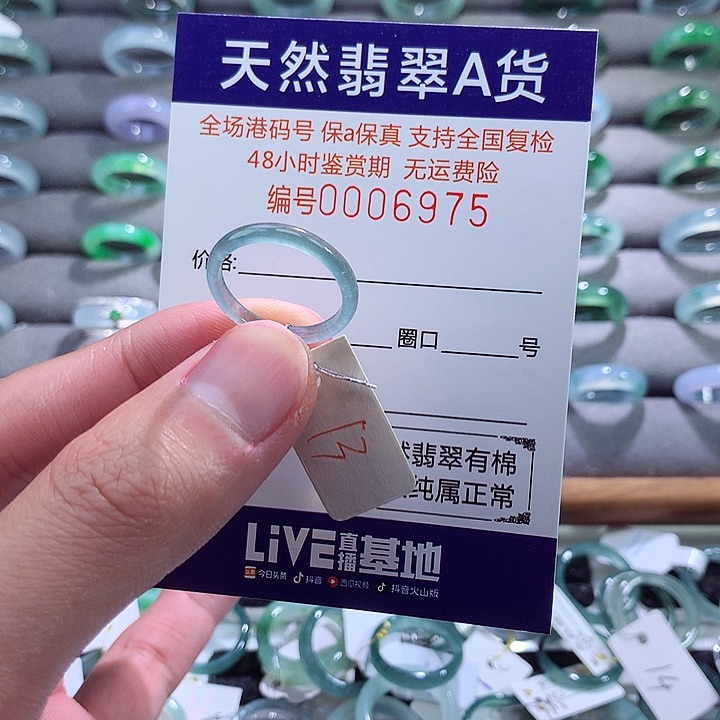 天然翡翠A货
全场港码号 保a保真 支持全国复检
48小时鉴赏期 无运费险
编号0006975
价格:
圈口 号
翡翠有棉
纯属正常
13
LiVE直播基地
今日头条 抖音 西瓜视频 抖音火山版
14